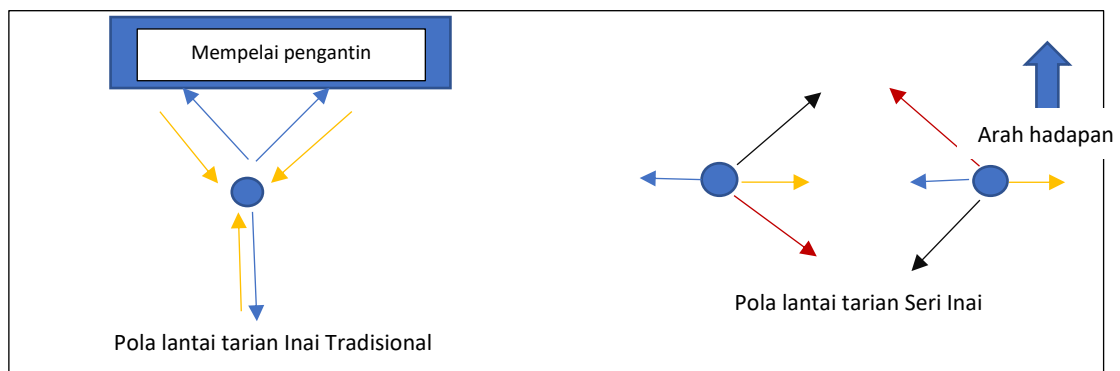 Mempelai pengantin
Arah hadapan
Pola lantai tarian Seri Inai
Pola lantai tarian Inai Tradisional